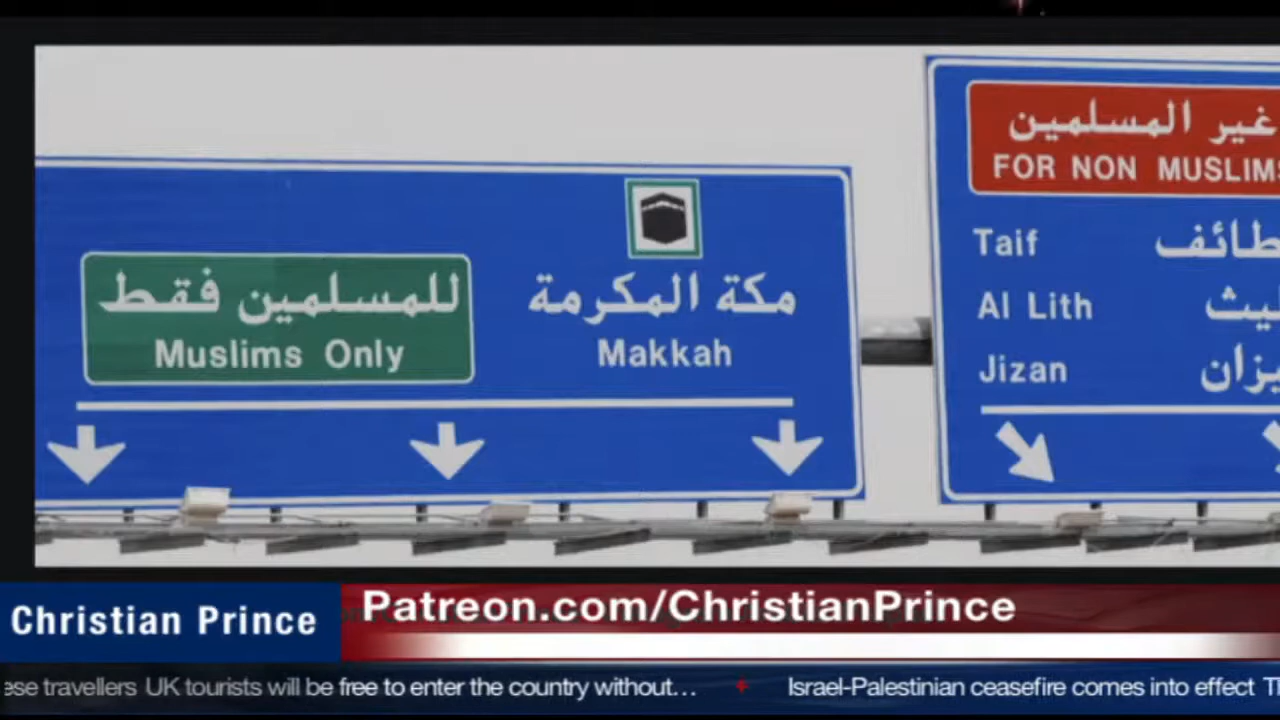 للمسلمين فقط
Muslims Only
مكة المكرمة
Makkah
غير المسلمين
FOR NON MUSLIMS
Taif
Al Lith
Jizan
Christian Prince
Patreon.com/ChristianPrince
travellers UK tourists will be free to enter the country without...
Israel-Palestinian ceasefire comes into effect